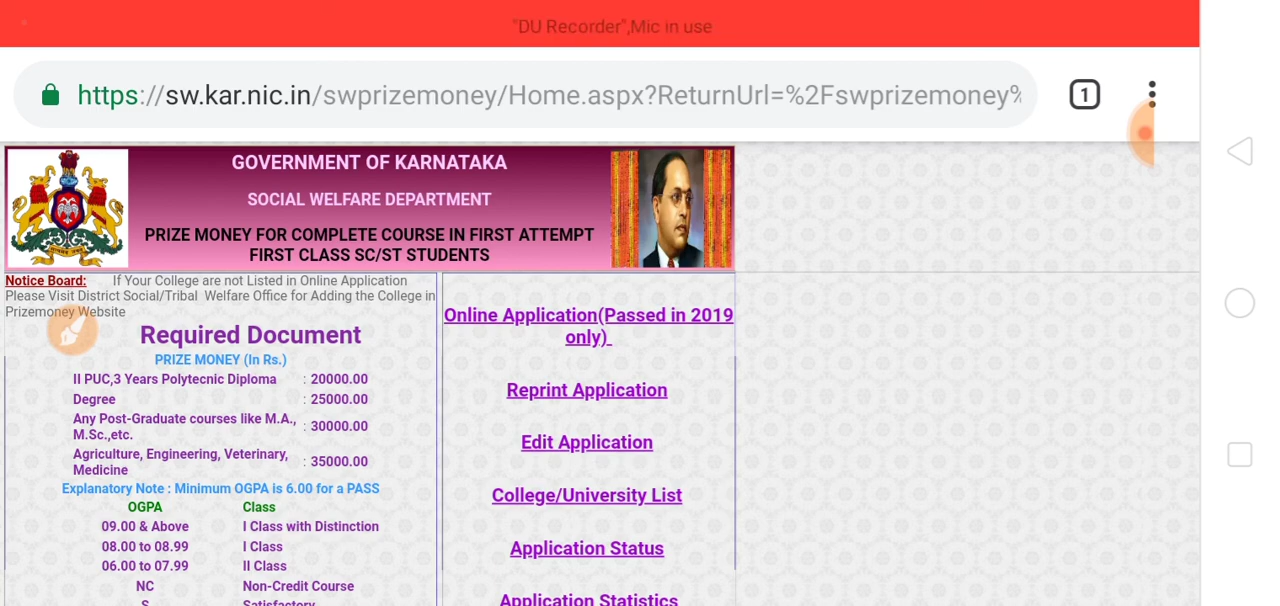 "DU Recorder",Mic in use
https://sw.kar.nic.in/swprizemoney/Home.aspx?ReturnUrl=%2Fswprizemoney%
1
GOVERNMENT OF KARNATAKA
SOCIAL WELFARE DEPARTMENT
PRIZE MONEY FOR COMPLETE COURSE IN FIRST ATTEMPT
FIRST CLASS SC/ST STUDENTS
Notice Board: If Your College are not Listed in Online Application
Please Visit District Social/Tribal Welfare Office for Adding the College in
Prizemoney Website
Required Document
PRIZE MONEY (In Rs.)
II PUC,3 Years Polytecnic Diploma : 20000.00
Degree : 25000.00
Any Post-Graduate courses like M.A.,
M.Sc.,etc. : 30000.00
Agriculture, Engineering, Veterinary,
Medicine : 35000.00
Explanatory Note : Minimum OGPA is 6.00 for a PASS
OGPA Class
09.00 & Above I Class with Distinction
08.00 to 08.99 I Class
06.00 to 07.99 II Class
NC Non-Credit Course
S Satisfactory
Online Application(Passed in 2019
only)
Reprint Application
Edit Application
College/University List
Application Status
Application Statistics